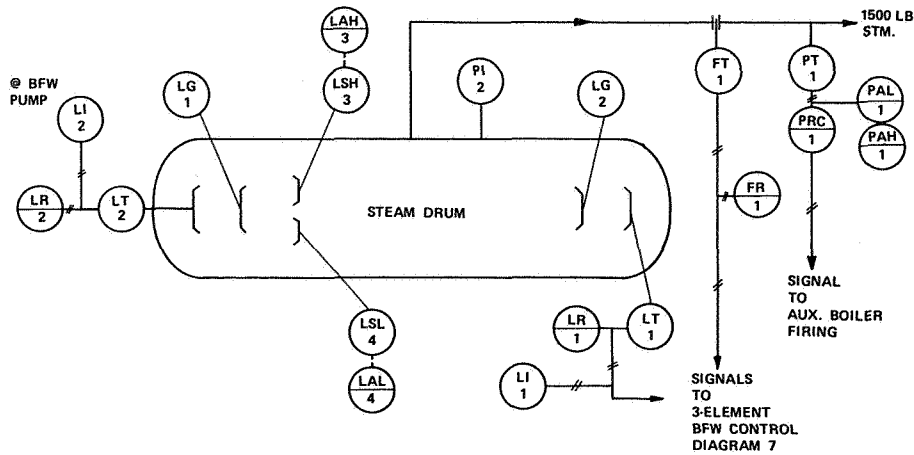 1500 LB
STM.
LAH
3
@ BFW
PUMP
LG
1
LSH
3
PI
2
LG
2
FT
1
PT
1
PAL
1
LI
2
PRC
1
PAH
1
LR
2
LT
2
STEAM DRUM
FR
1
SIGNAL
TO
AUX. BOILER
FIRING
LSL
4
LR
1
LT
1
LAL
4
LI
1
SIGNALS
TO
3-ELEMENT
BFW CONTROL
DIAGRAM 7